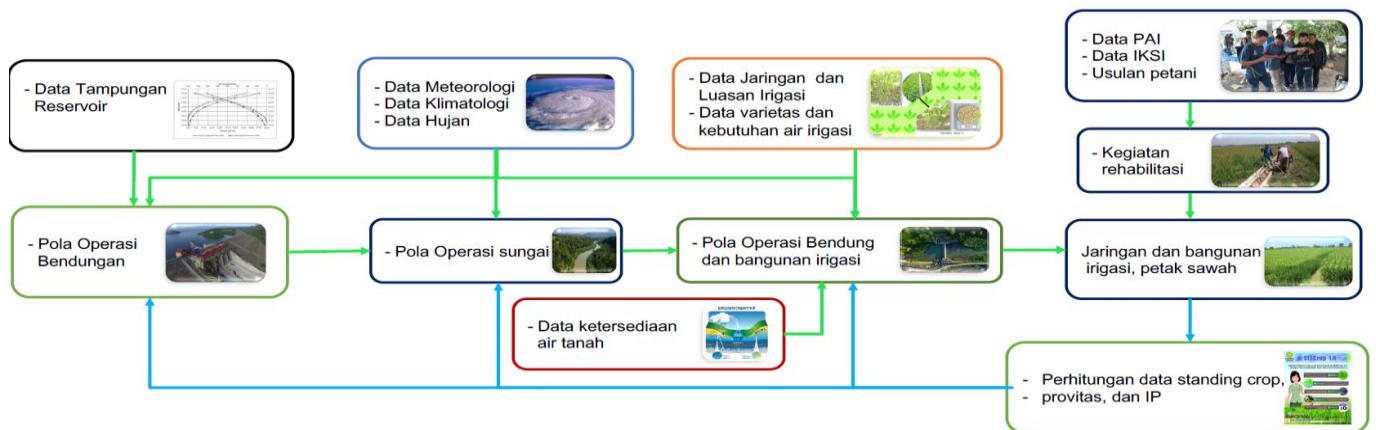 - Data Tampungan
Reservoir
- Data Meteorologi
- Data Klimatologi
- Data Hujan
- Data Jaringan dan
Luasan Irigasi
- Data varietas dan
kebutuhan air irigasi
- Data PAI
- Data IKSI
- Usulan petani
- Kegiatan
rehabilitasi
- Pola Operasi
Bendungan
- Pola Operasi sungai
- Pola Operasi Bendung
dan bangunan irigasi
Jaringan dan bangunan
irigasi, petak sawah
- Data ketersediaan
air tanah
GROUNDWATER
- Perhitungan data standing crop,
- provitas, dan IP